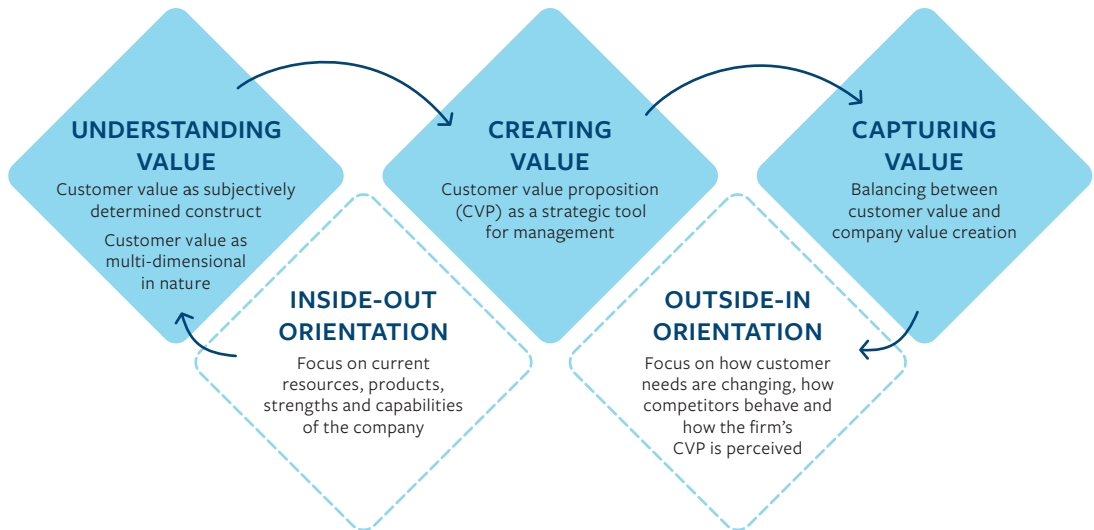 UNDERSTANDING
VALUE
Customer value as subjectively
determined construct
Customer value as
multi-dimensional
in nature
CREATING
VALUE
Customer value proposition
(CVP) as a strategic tool
for management
CAPTURING
VALUE
Balancing between
customer value and
company value creation
INSIDE-OUT
ORIENTATION
Focus on current
resources, products,
strengths and capabilities
of the company
OUTSIDE-IN
ORIENTATION
Focus on how customer
needs are changing, how
competitors behave and
how the firm’s
CVP is perceived